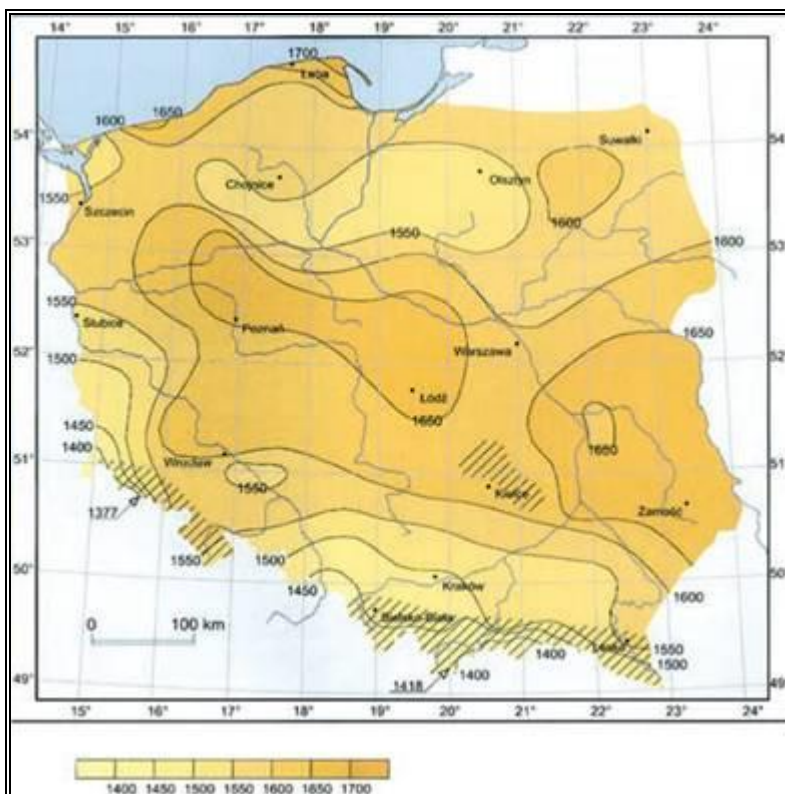 14° 15° 16° 17° 18° 19° 20° 21° 22° 23° 24°
1700
Łeba
1650
1600
54° 54°
Suwałki
Chojnice
Olsztyn
1550
Szczecin
1600
1550
1600
53° 53°
1550
Słubice
1650
Poznań
Warszawa
52° 52°
1500
Łódź
1650
1450
1400
1650
51° 51°
Wrocław
1550
Kielce
Zamość
1377
1550
1500
50° 50°
Kraków
1450
1600
0 100 km
Bielsko-Biała
1550
1400
1400
1500
49° 49°
1418
15° 16° 17° 18° 19° 20° 21° 22° 23° 24°
1400 1450 1500 1550 1600 1650 1700